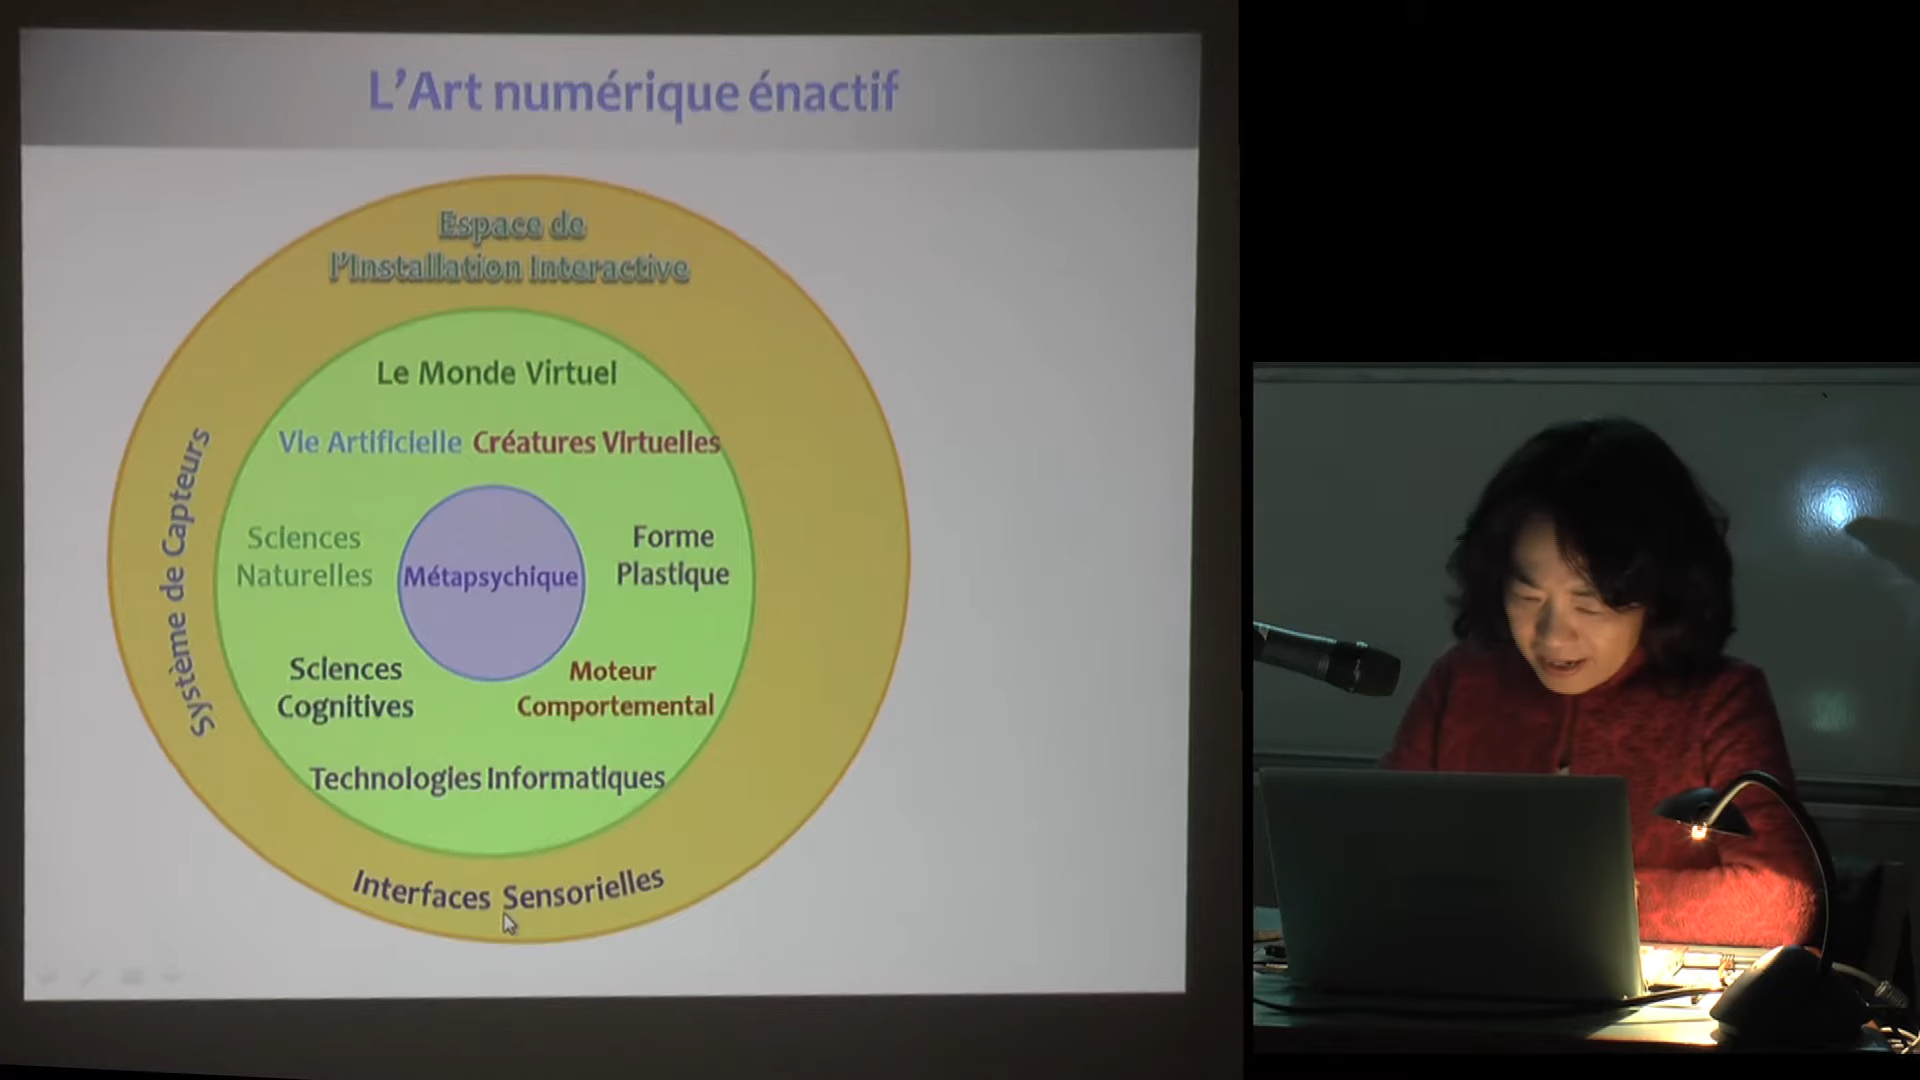 L'Art numérique énactif
Espace de
l'Installation Interactive
Le Monde Virtuel
Vie Artificielle Créatures Virtuelles
Système de Capteurs
Sciences
Naturelles
Métapsychique
Forme
Plastique
Sciences
Cognitives
Moteur
Comportemental
Technologies Informatiques
Interfaces Sensorielles